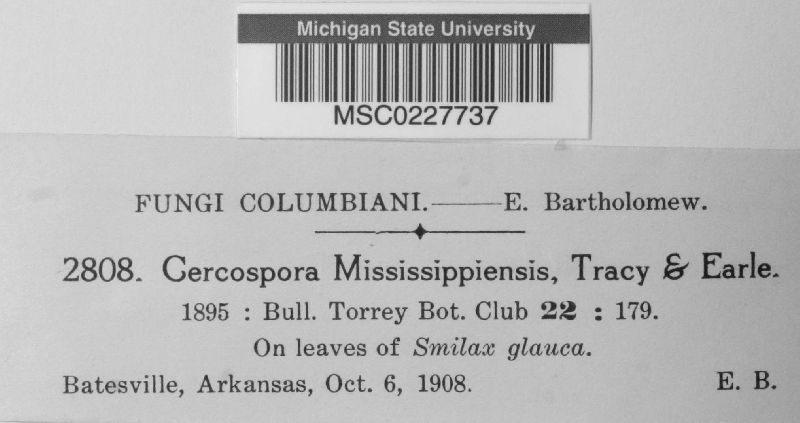 Michigan State University
MSC0227737
FUNGI COLUMBIANI.——E. Bartholomew.
2808. Cercospora Mississippiensis, Tracy & Earle.
1895 : Bull. Torrey Bot. Club 22 : 179.
On leaves of Smilax glauca.
Batesville, Arkansas, Oct. 6, 1908. E. B.